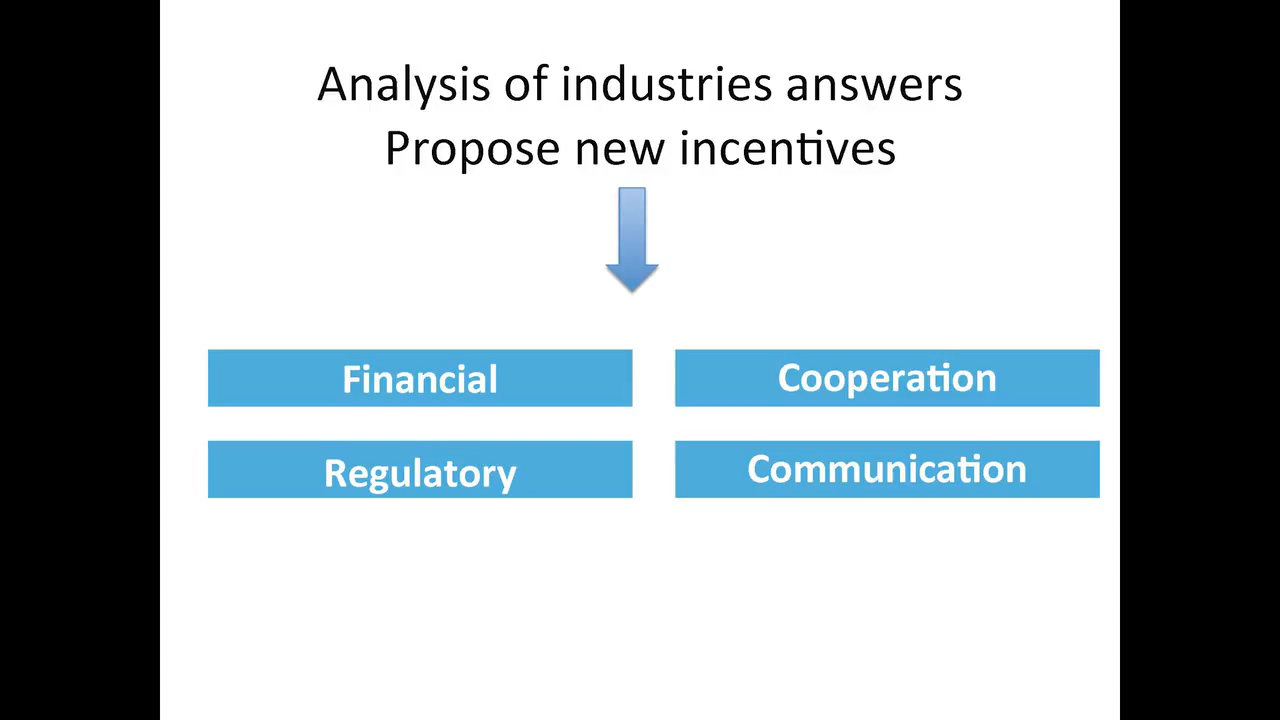 Analysis of industries answers
Propose new incentives
Financial
Cooperation
Regulatory
Communication